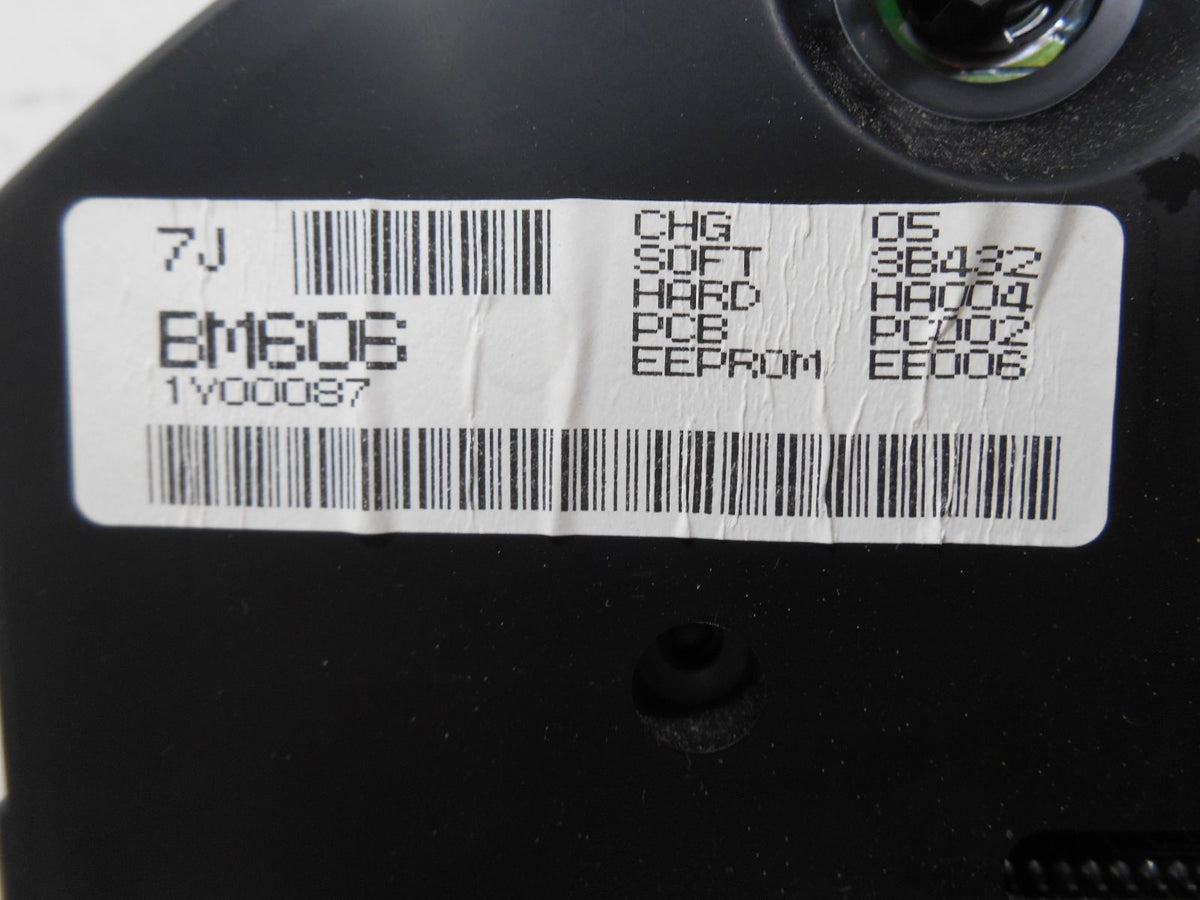 7J
BM606
1Y00087
CHG 05
SOFT 3B432
HARD HA004
PCB PC002
EEPROM EE006